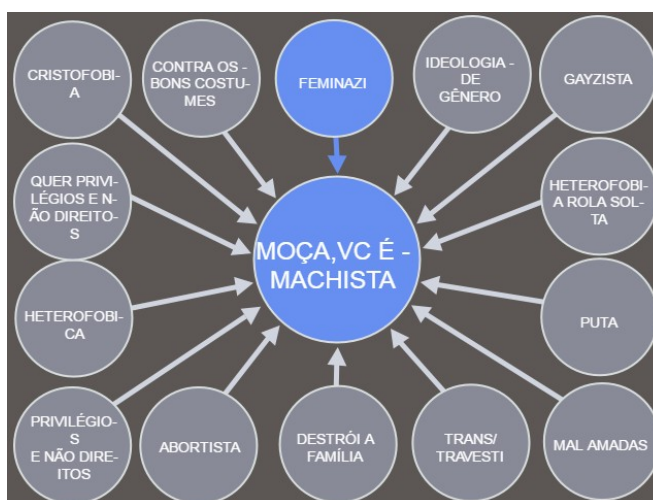 CRISTOFOBI-
A
CONTRA OS -
BONS COSTU-
MES
FEMINAZI
IDEOLOGIA -
DE
GÊNERO
GAYZISTA
QUER PRIVI-
LÉGIOS E N-
ÃO DIREITO-
S
MOÇA,VC É -
MACHISTA
HETEROFOBI
A ROLA SOL-
TA
HETEROFOBI-
CA
PUTA
PRIVILÉGIO-
S
E NÃO DIRE-
ITOS
ABORTISTA
DESTRÓI A
FAMÍLIA
TRANS/
TRAVESTI
MAL AMADAS